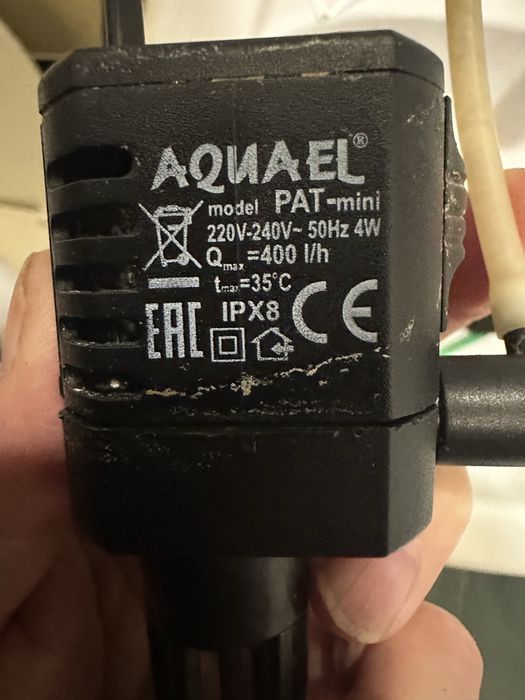 AQUAEL®
model PAT-mini
220V-240V~ 50Hz 4W
Qmax=400 l/h
tmax=35°C
IPX8
EAC CE